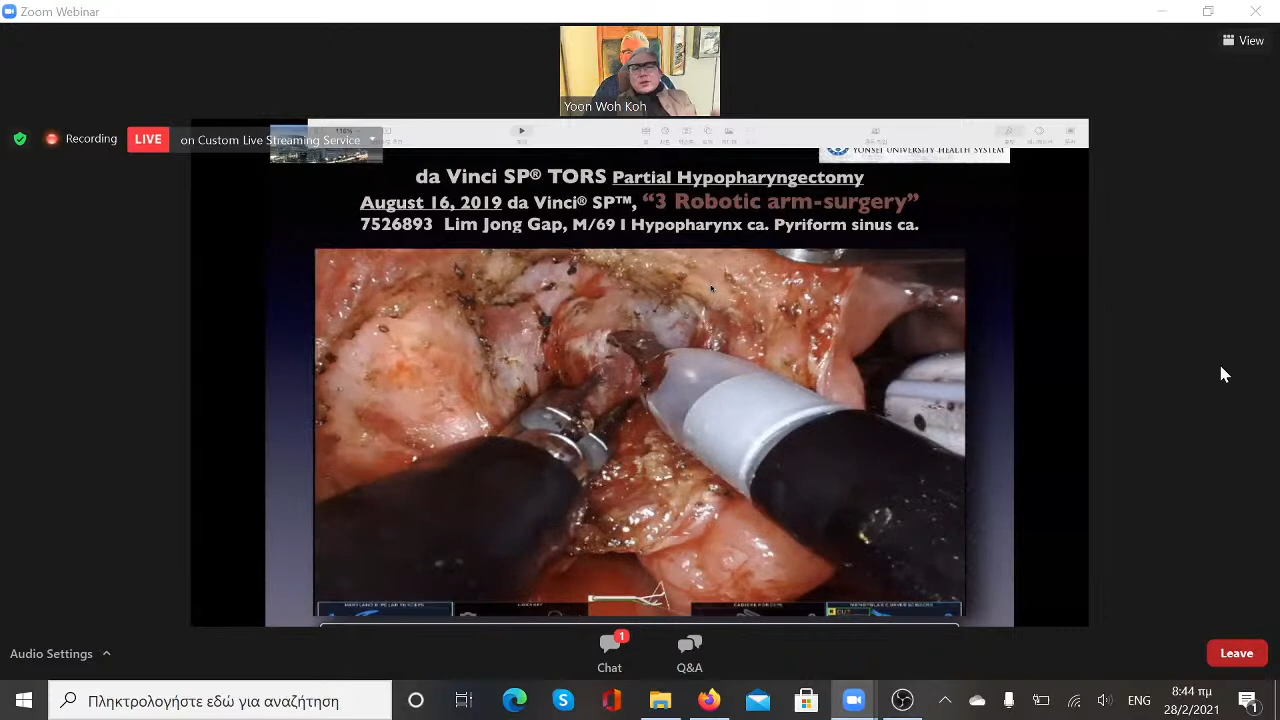 Zoom Webinar
View
Yoon Woh Koh
Recording
LIVE
on Custom Live Streaming Service
YONSEI UNIVERSITY HEALTH SYSTEM
da Vinci SP® TORS Partial Hypopharyngectomy
August 16, 2019 da Vinci® SP™, “3 Robotic arm-surgery”
7526893 Lim Jong Gap, M/69 I Hypopharynx ca. Pyriform sinus ca.
CUT
Audio Settings
1
Chat
Q&A
Leave
Πληκτρολογήστε εδώ για αναζήτηση
ENG
8:44 πμ
28/2/2021
1